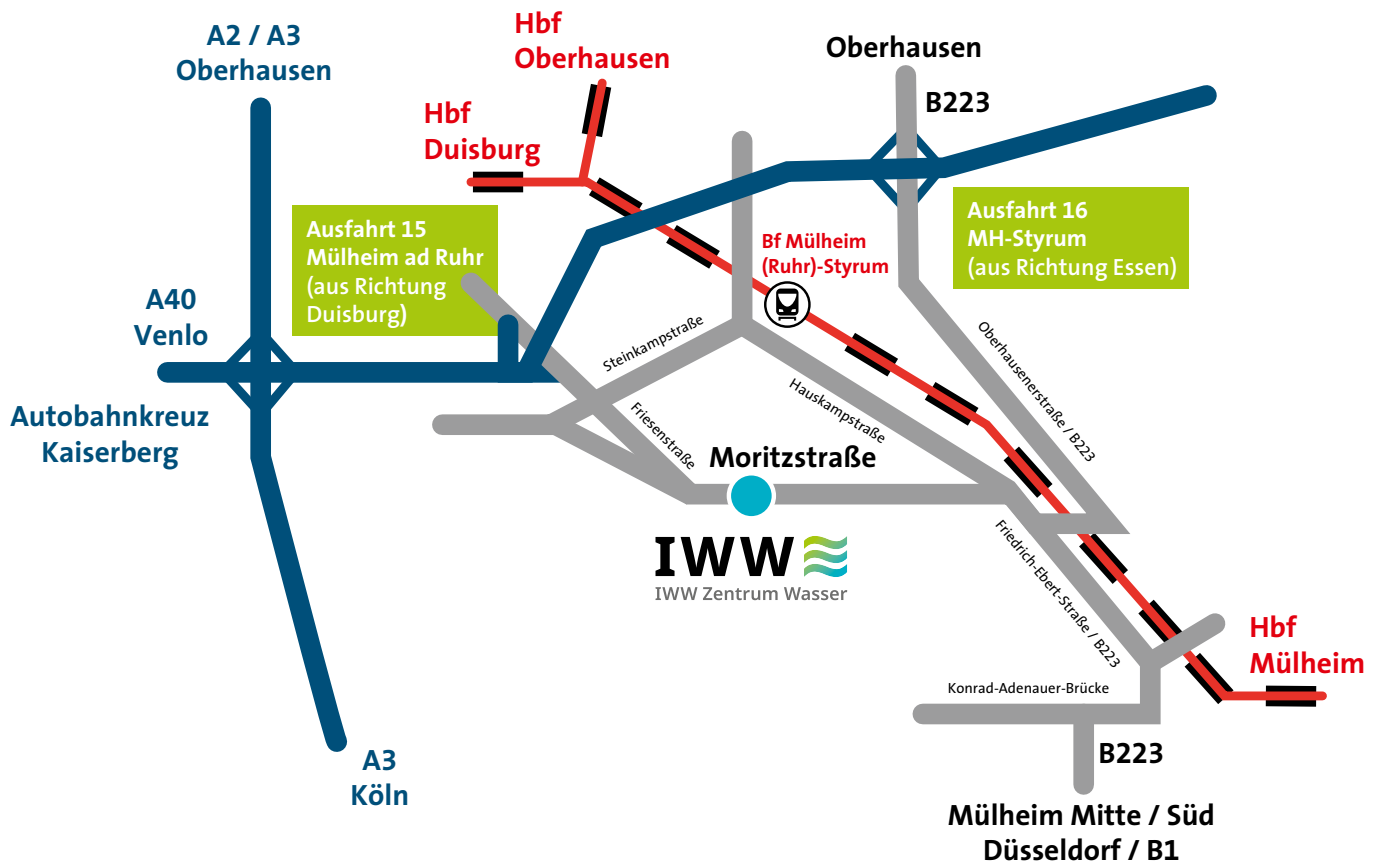 A2 / A3
Oberhausen
Hbf
Oberhausen
Oberhausen
B223
Hbf
Duisburg
Ausfahrt 15
Mülheim ad Ruhr
(aus Richtung
Duisburg)
Ausfahrt 16
MH-Styrum
(aus Richtung Essen)
Bf Mülheim
(Ruhr)-Styrum
A40
Venlo
Autobahnkreuz
Kaiserberg
Steinkampstraße
Hauskampstraße
Oberhausenerstraße / B223
Friesenstraße
Moritzstraße
IWW
IWW Zentrum Wasser
Friedrich-Ebert-Straße / B223
Hbf
Mülheim
Konrad-Adenauer-Brücke
B223
A3
Köln
Mülheim Mitte / Süd
Düsseldorf / B1